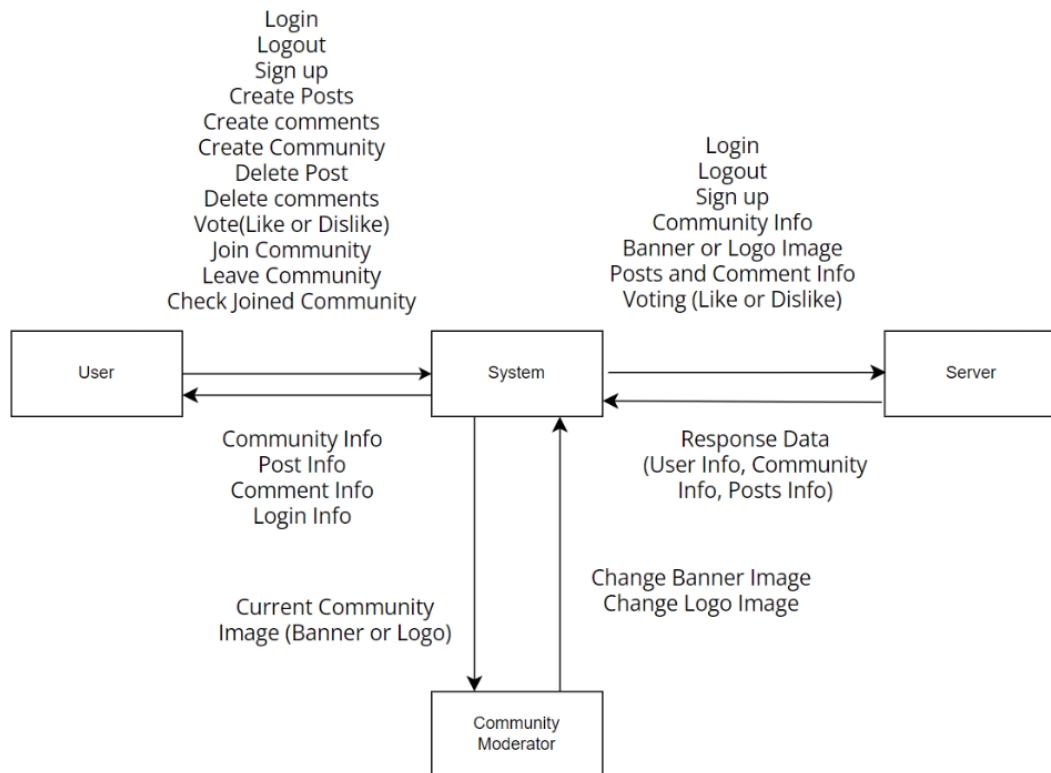 Login
Logout
Sign up
Create Posts
Create comments
Create Community
Delete Post
Delete comments
Vote(Like or Dislike)
Join Community
Leave Community
Check Joined Community
Login
Logout
Sign up
Community Info
Banner or Logo Image
Posts and Comment Info
Voting (Like or Dislike)
User
System
Server
Community Info
Post Info
Comment Info
Login Info
Response Data
(User Info, Community
Info, Posts Info)
Current Community
Image (Banner or Logo)
Change Banner Image
Change Logo Image
Community
Moderator